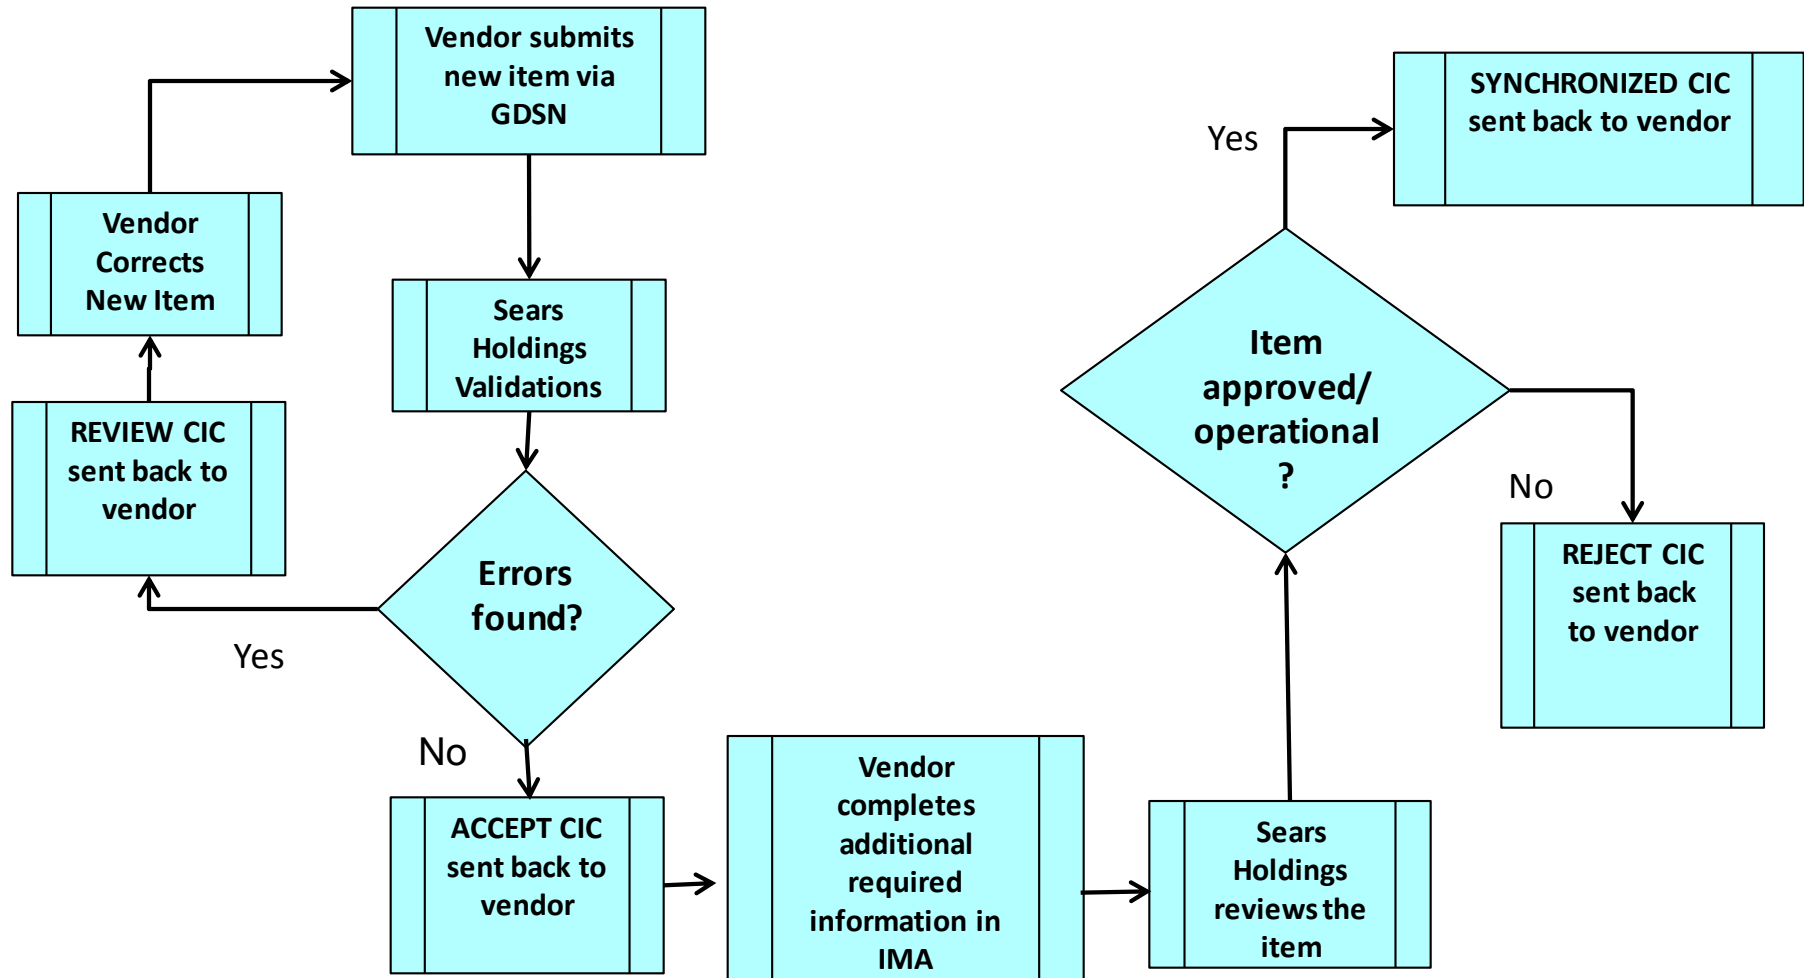 Vendor submits
new item via
GDSN
SYNCHRONIZED CIC
sent back to vendor
Yes
Vendor
Corrects
New Item
Sears
Holdings
Validations
Item
approved/
operational
?
REVIEW CIC
sent back to
vendor
No
Errors
found?
REJECT CIC
sent back
to vendor
Yes
No
ACCEPT CIC
sent back to
vendor
Vendor
completes
additional
required
information in
IMA
Sears
Holdings
reviews the
item